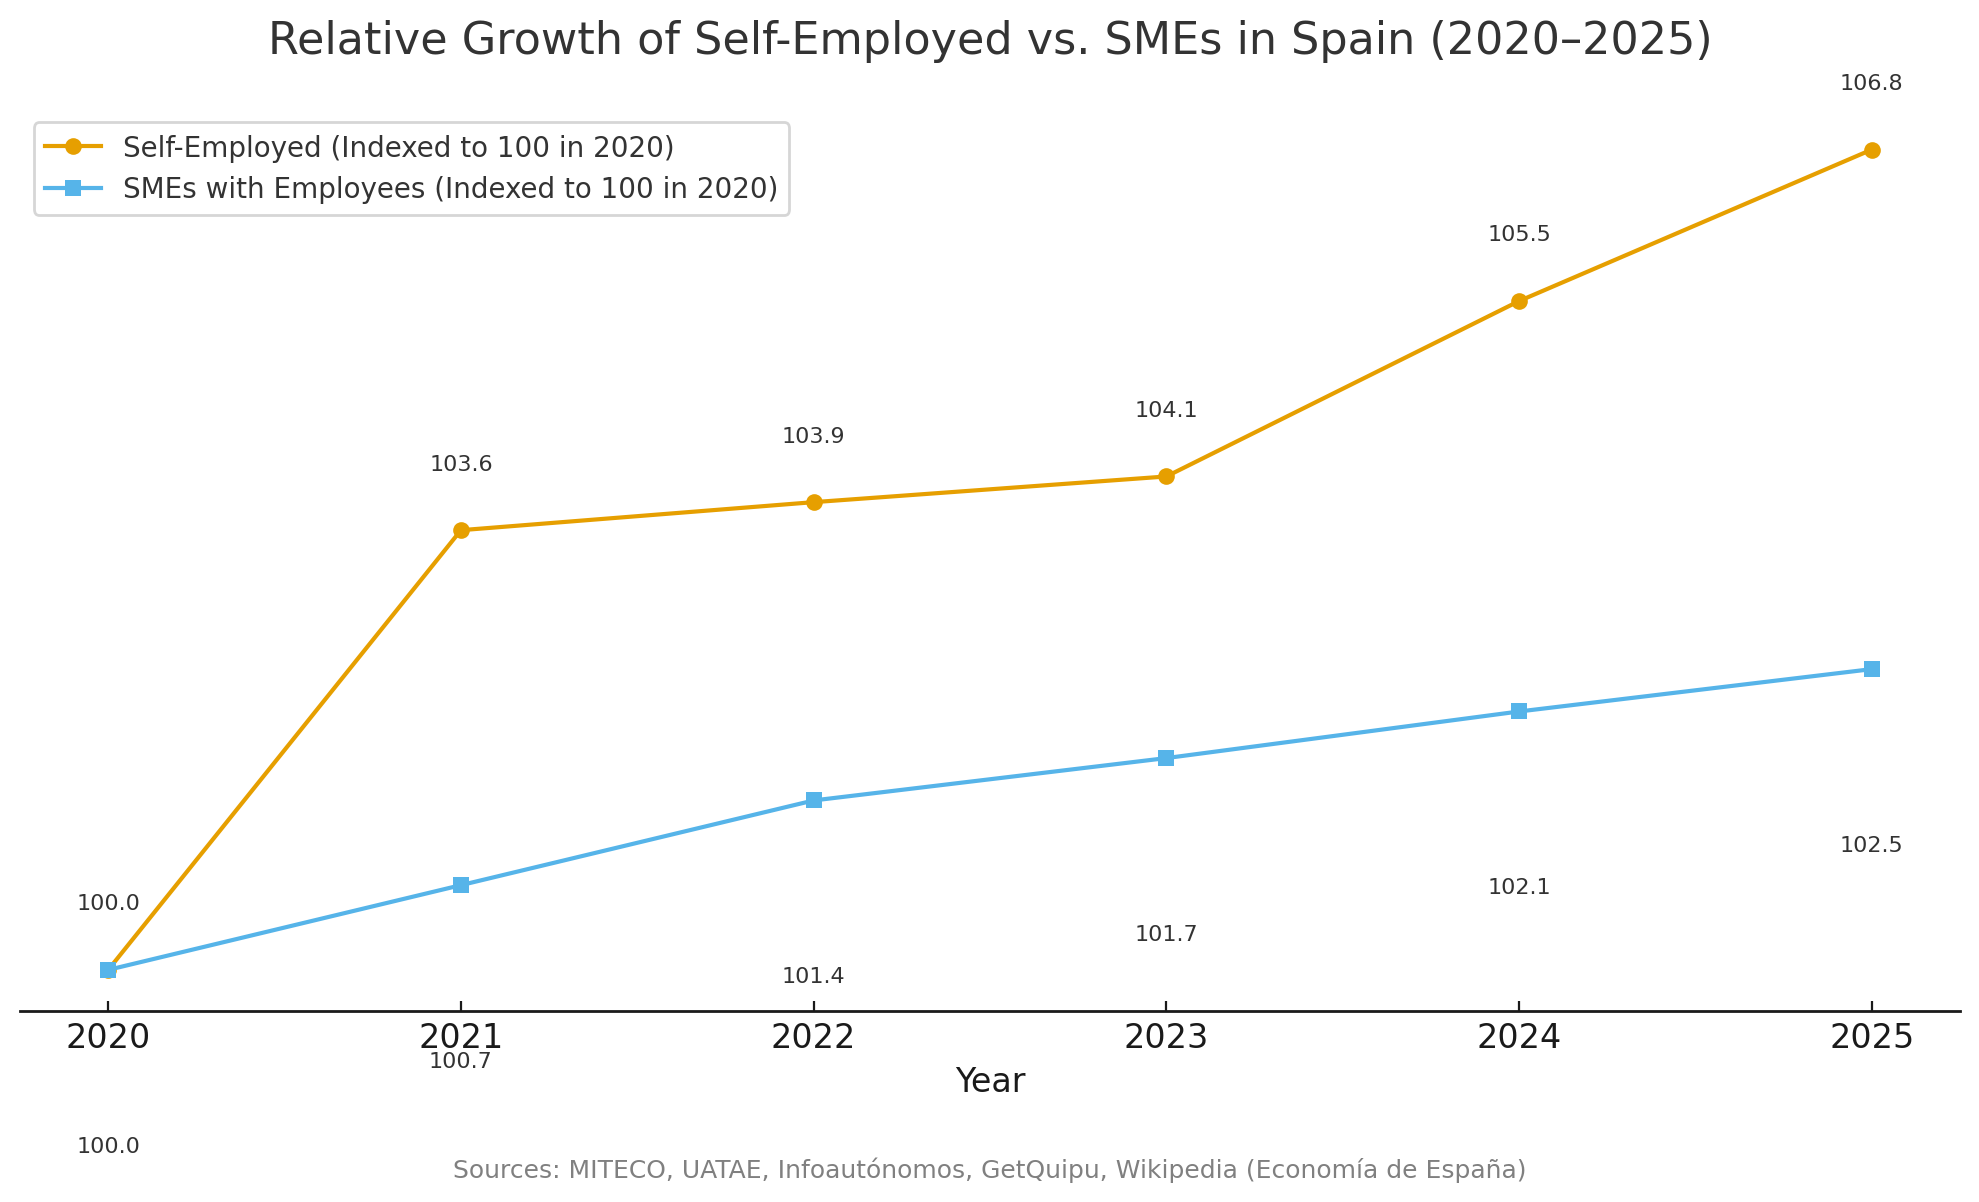 Relative Growth of Self-Employed vs. SMEs in Spain (2020–2025)
Self-Employed (Indexed to 100 in 2020)
SMEs with Employees (Indexed to 100 in 2020)
106.8
105.5
104.1
103.9
103.6
100.0
102.5
102.1
101.7
101.4
2020 2021 2022 2023 2024 2025
100.7
Year
100.0
Sources: MITECO, UATAE, Infoautónomos, GetQuipu, Wikipedia (Economía de España)